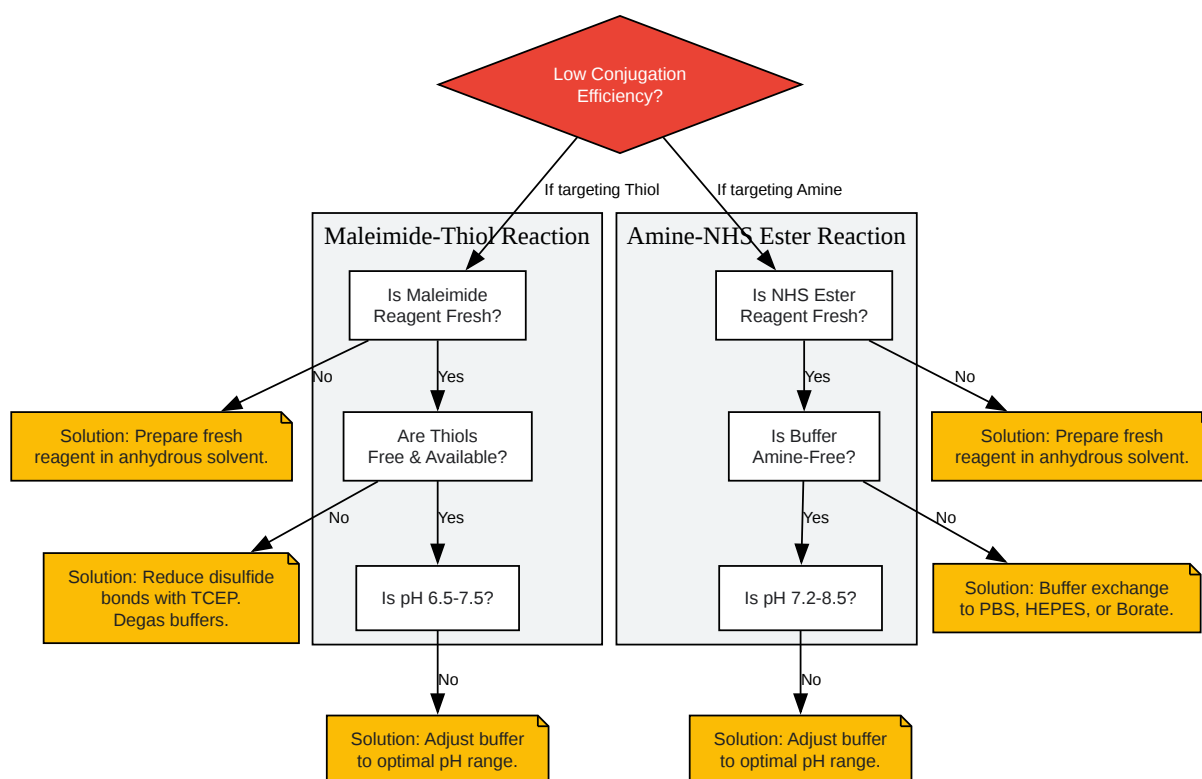 Low Conjugation
Efficiency?
If targeting Thiol
If targeting Amine
Maleimide-Thiol Reaction
Amine-NHS Ester Reaction
Is Maleimide
Reagent Fresh?
Is NHS Ester
Reagent Fresh?
No
Yes
Yes
No
Solution: Prepare fresh
reagent in anhydrous solvent.
Are Thiols
Free & Available?
Is Buffer
Amine-Free?
Solution: Prepare fresh
reagent in anhydrous solvent.
No
Yes
Yes
No
Solution: Reduce disulfide
bonds with TCEP.
Degas buffers.
Is pH 6.5-7.5?
Is pH 7.2-8.5?
Solution: Buffer exchange
to PBS, HEPES, or Borate.
No
No
Solution: Adjust buffer
to optimal pH range.
Solution: Adjust buffer
to optimal pH range.